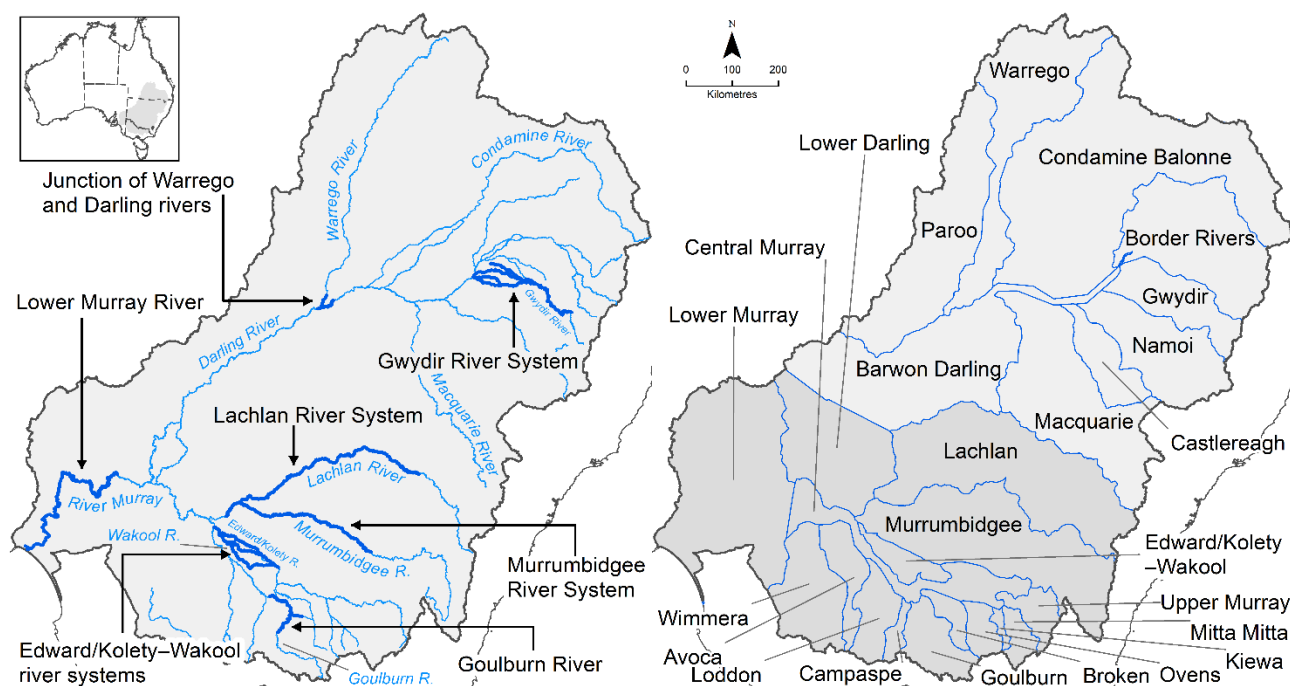 Junction of Warrego
and Darling rivers
Warrego River
Condamine River
Lower Murray River
Darling River
Gwydir River
Gwydir River System
Macquarie River
Lachlan River System
Lachlan River
River Murray
Wakool R.
Edward/Kolety R.
Murrumbidgee R.
Murrumbidgee
River System
Edward/Kolety–Wakool
river systems
Goulburn River
Goulburn R.
N
0 100 200
Kilometres
Warrego
Lower Darling
Condamine Balonne
Paroo
Border Rivers
Central Murray
Gwydir
Lower Murray
Namoi
Barwon Darling
Macquarie
Castlereagh
Lachlan
Murrumbidgee
Edward/Kolety
–Wakool
Wimmera
Upper Murray
Mitta Mitta
Avoca
Kiewa
Loddon
Campaspe
Goulburn
Broken
Ovens